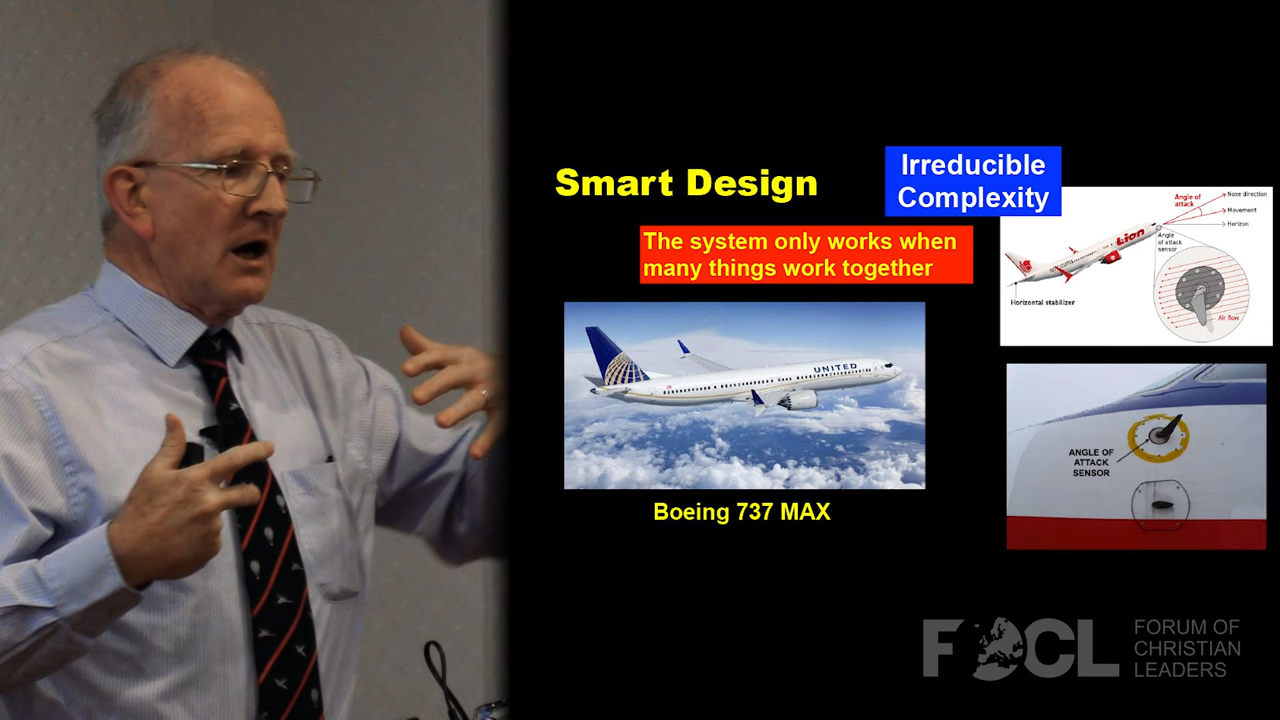 Smart Design
Irreducible
Complexity
The system only works when
many things work together
Angle of
attack
Nose direction
Movement
Horizon
Lion
Angle
of attack
sensor
Horizontal stabilizer
Air flow
UNITED
Boeing 737 MAX
ANGLE OF
ATTACK
SENSOR
FOCL
FORUM OF
CHRISTIAN
LEADERS